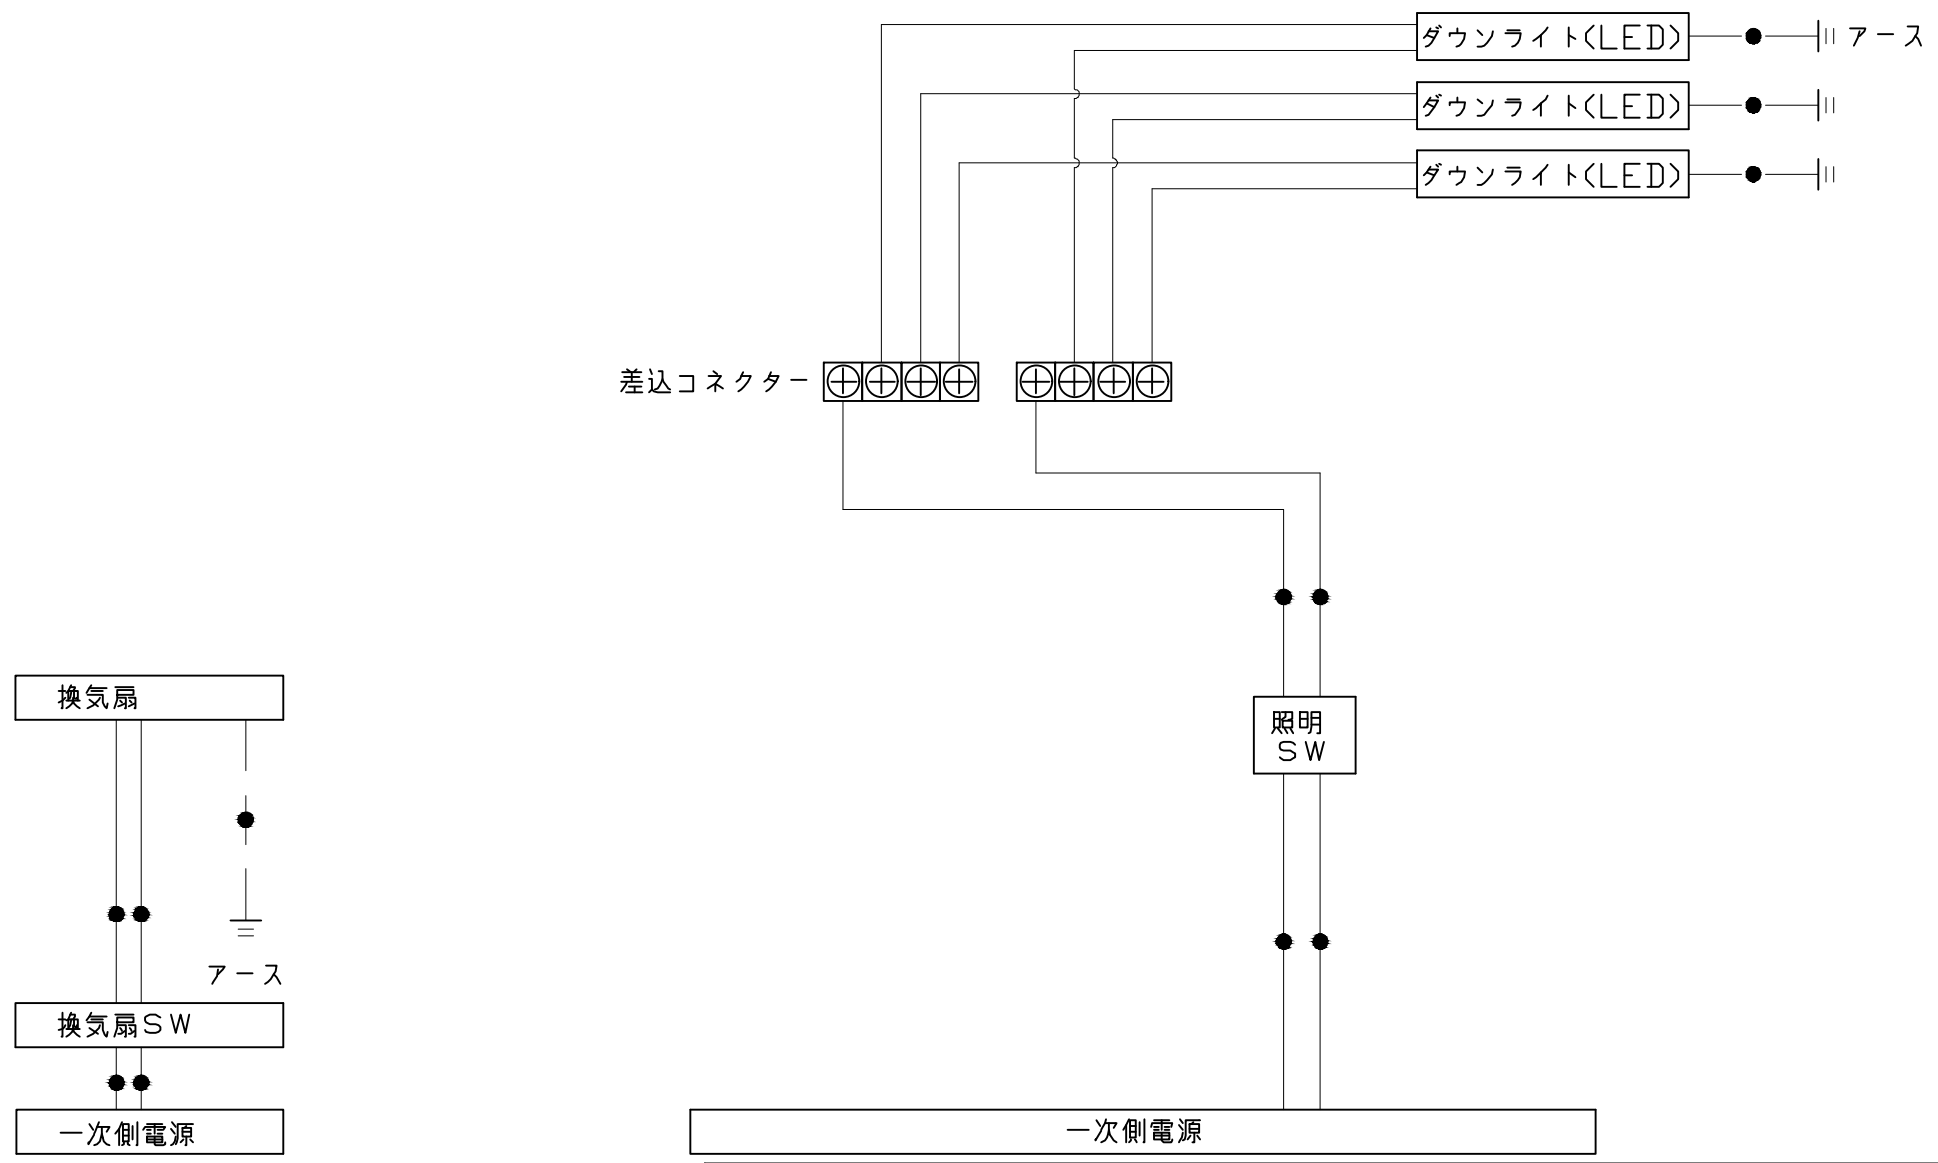 ダウンライト(LED)
アース
ダウンライト(LED)
ダウンライト(LED)
差込コネクター
換気扇
照明
SW
アース
換気扇SW
一次側電源
一次側電源